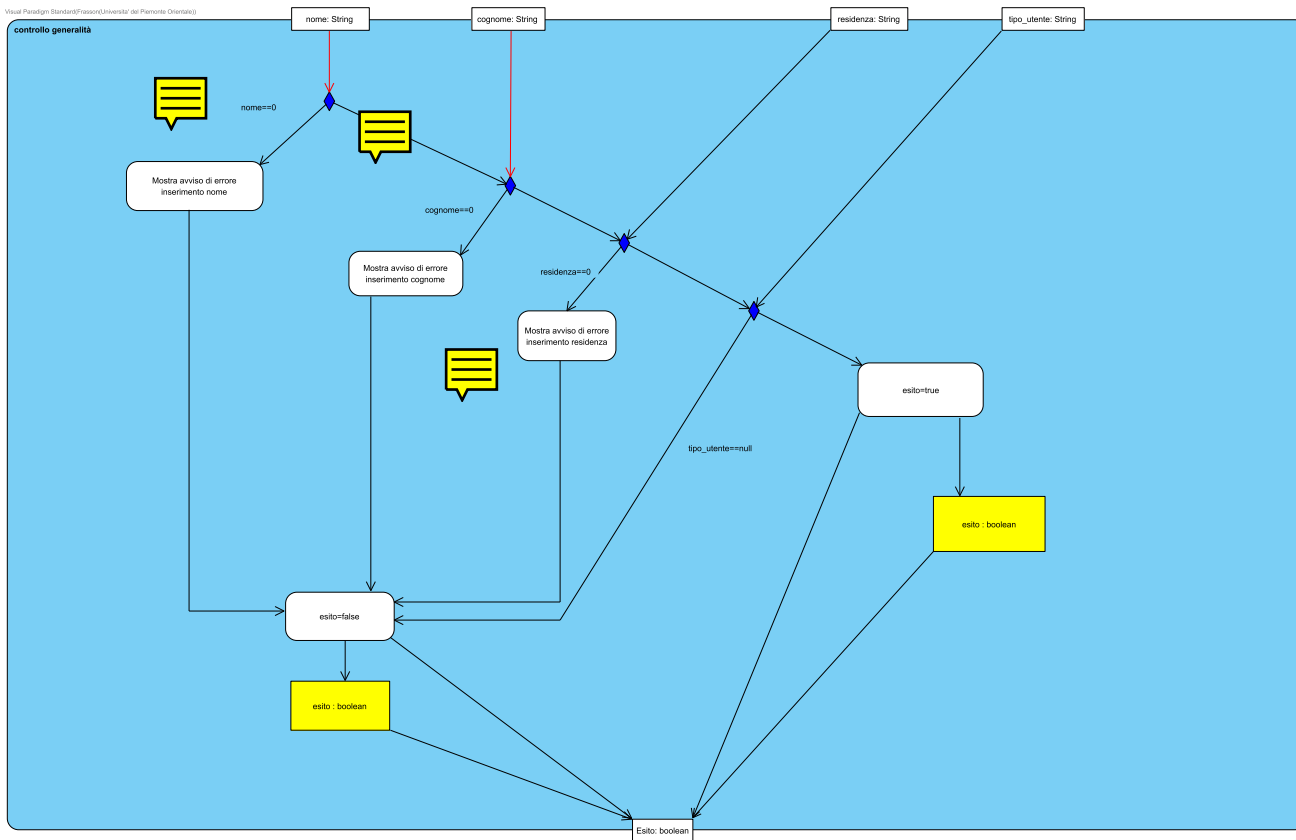 Visual Paradigm Standard(Frasson(Universita' del Piemonte Orientale))
nome: String
cognome: String
residenza: String
tipo_utente: String
controllo generalità
nome==0
Mostra avviso di errore
inserimento nome
cognome==0
Mostra avviso di errore
inserimento cognome
residenza==0
Mostra avviso di errore
inserimento residenza
esito=true
tipo_utente==null
esito : boolean
esito=false
esito : boolean
Esito: boolean